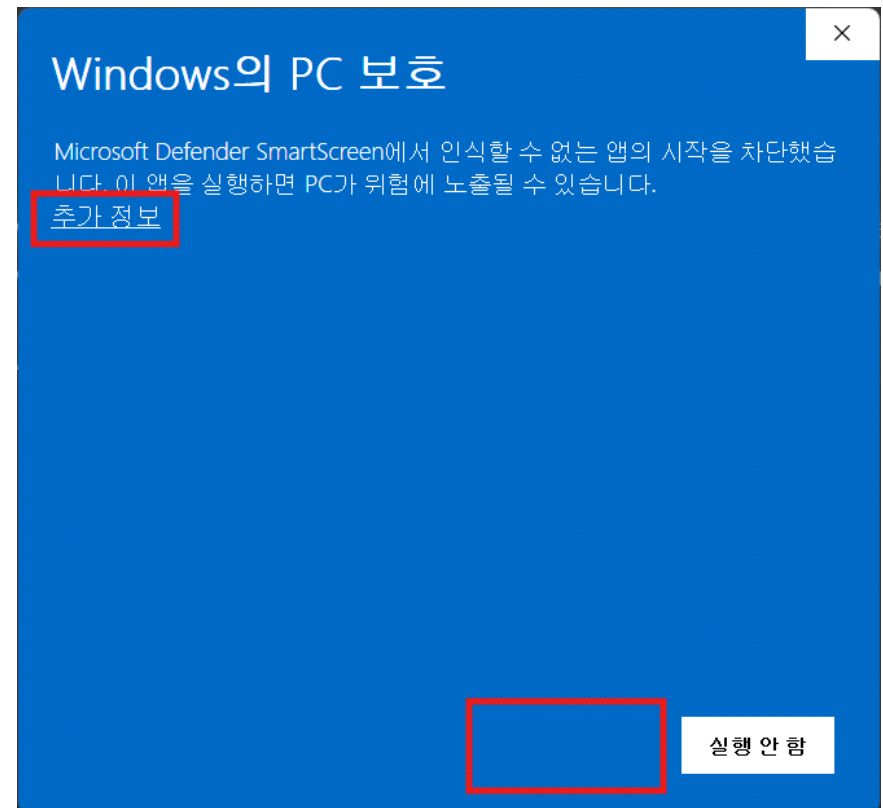 Windows의 PC 보호
Microsoft Defender SmartScreen에서 인식할 수 없는 앱의 시작을 차단했습
니다. 이 앱을 실행하면 PC가 위험에 노출될 수 있습니다.
추가 정보
실행 안 함